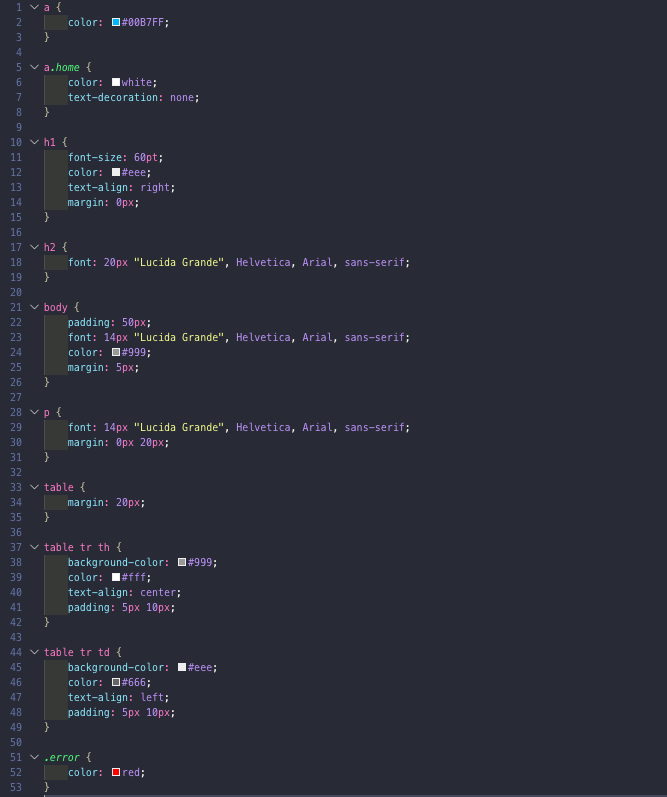 1 a {
2 color: #00B7FF;
3 }
4
5 a.home {
6 color: white;
7 text-decoration: none;
8 }
9
10 h1 {
11 font-size: 60pt;
12 color: #eee;
13 text-align: right;
14 margin: 0px;
15 }
16
17 h2 {
18 font: 20px "Lucida Grande", Helvetica, Arial, sans-serif;
19 }
20
21 body {
22 padding: 50px;
23 font: 14px "Lucida Grande", Helvetica, Arial, sans-serif;
24 color: #999;
25 margin: 5px;
26 }
27
28 p {
29 font: 14px "Lucida Grande", Helvetica, Arial, sans-serif;
30 margin: 0px 20px;
31 }
32
33 table {
34 margin: 20px;
35 }
36
37 table tr th {
38 background-color: #999;
39 color: #fff;
40 text-align: center;
41 padding: 5px 10px;
42 }
43
44 table tr td {
45 background-color: #eee;
46 color: #666;
47 text-align: left;
48 padding: 5px 10px;
49 }
50
51 .error {
52 color: red;
53 }